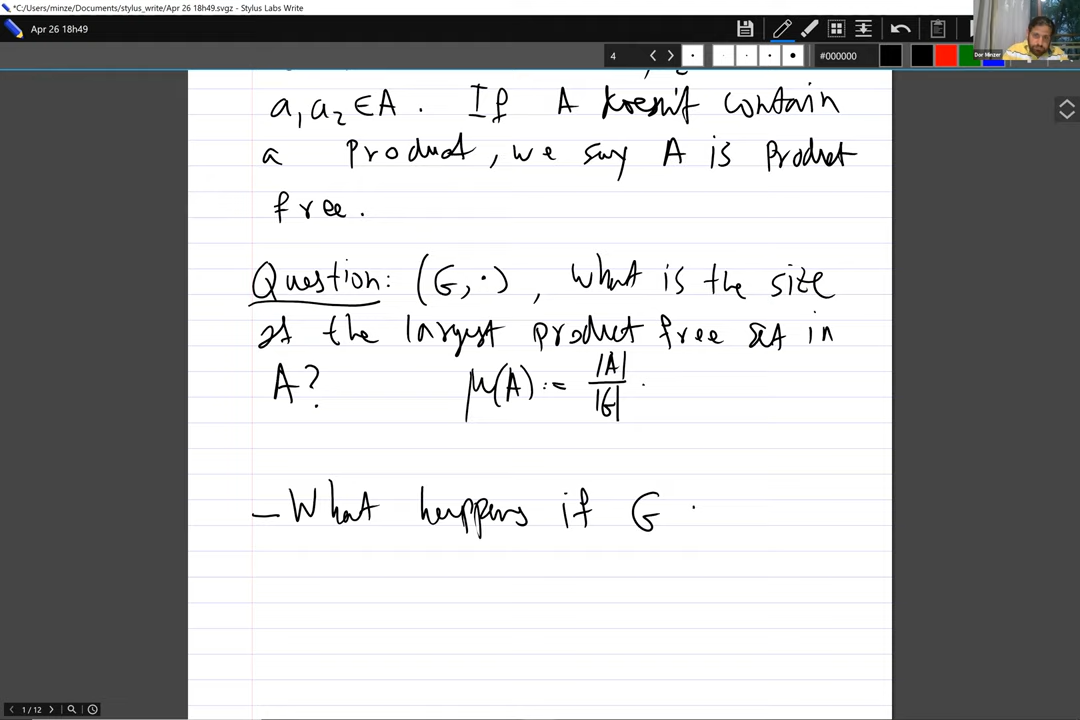 *C:/Users/minze/Documents/stylus_write/Apr 26 18h49.svgz - Stylus Labs Write
Apr 26 18h49
4
#000000
Dor Minzer
a₁a₂ ∈ A . If A doesn't contain
a product, we say A is product
free.
Question: (G, ·) , what is the size
of the largest product free set in
A? μ(A) := |A|/|G| .
- What happens if G
1 / 12